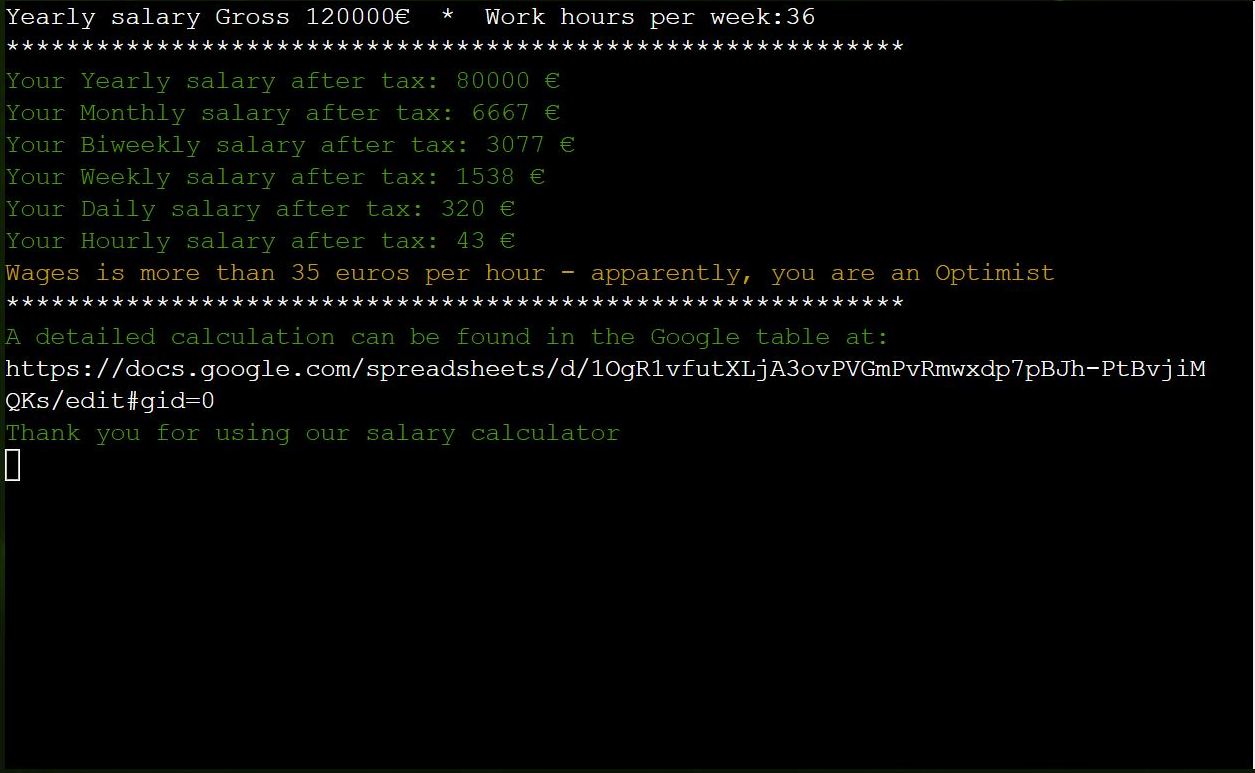 Yearly salary Gross 120000€  *  Work hours per week:36
************************************************************
Your Yearly salary after tax: 80000 €
Your Monthly salary after tax: 6667 €
Your Biweekly salary after tax: 3077 €
Your Weekly salary after tax: 1538 €
Your Daily salary after tax: 320 €
Your Hourly salary after tax: 43 €
Wages is more than 35 euros per hour - apparently, you are an Optimist
************************************************************
A detailed calculation can be found in the Google table at:
https://docs.google.com/spreadsheets/d/1OgR1vfutXLjA3ovPVGmPvRmwxdp7pBJh-PtBvjiM
QKs/edit#gid=0
Thank you for using our salary calculator